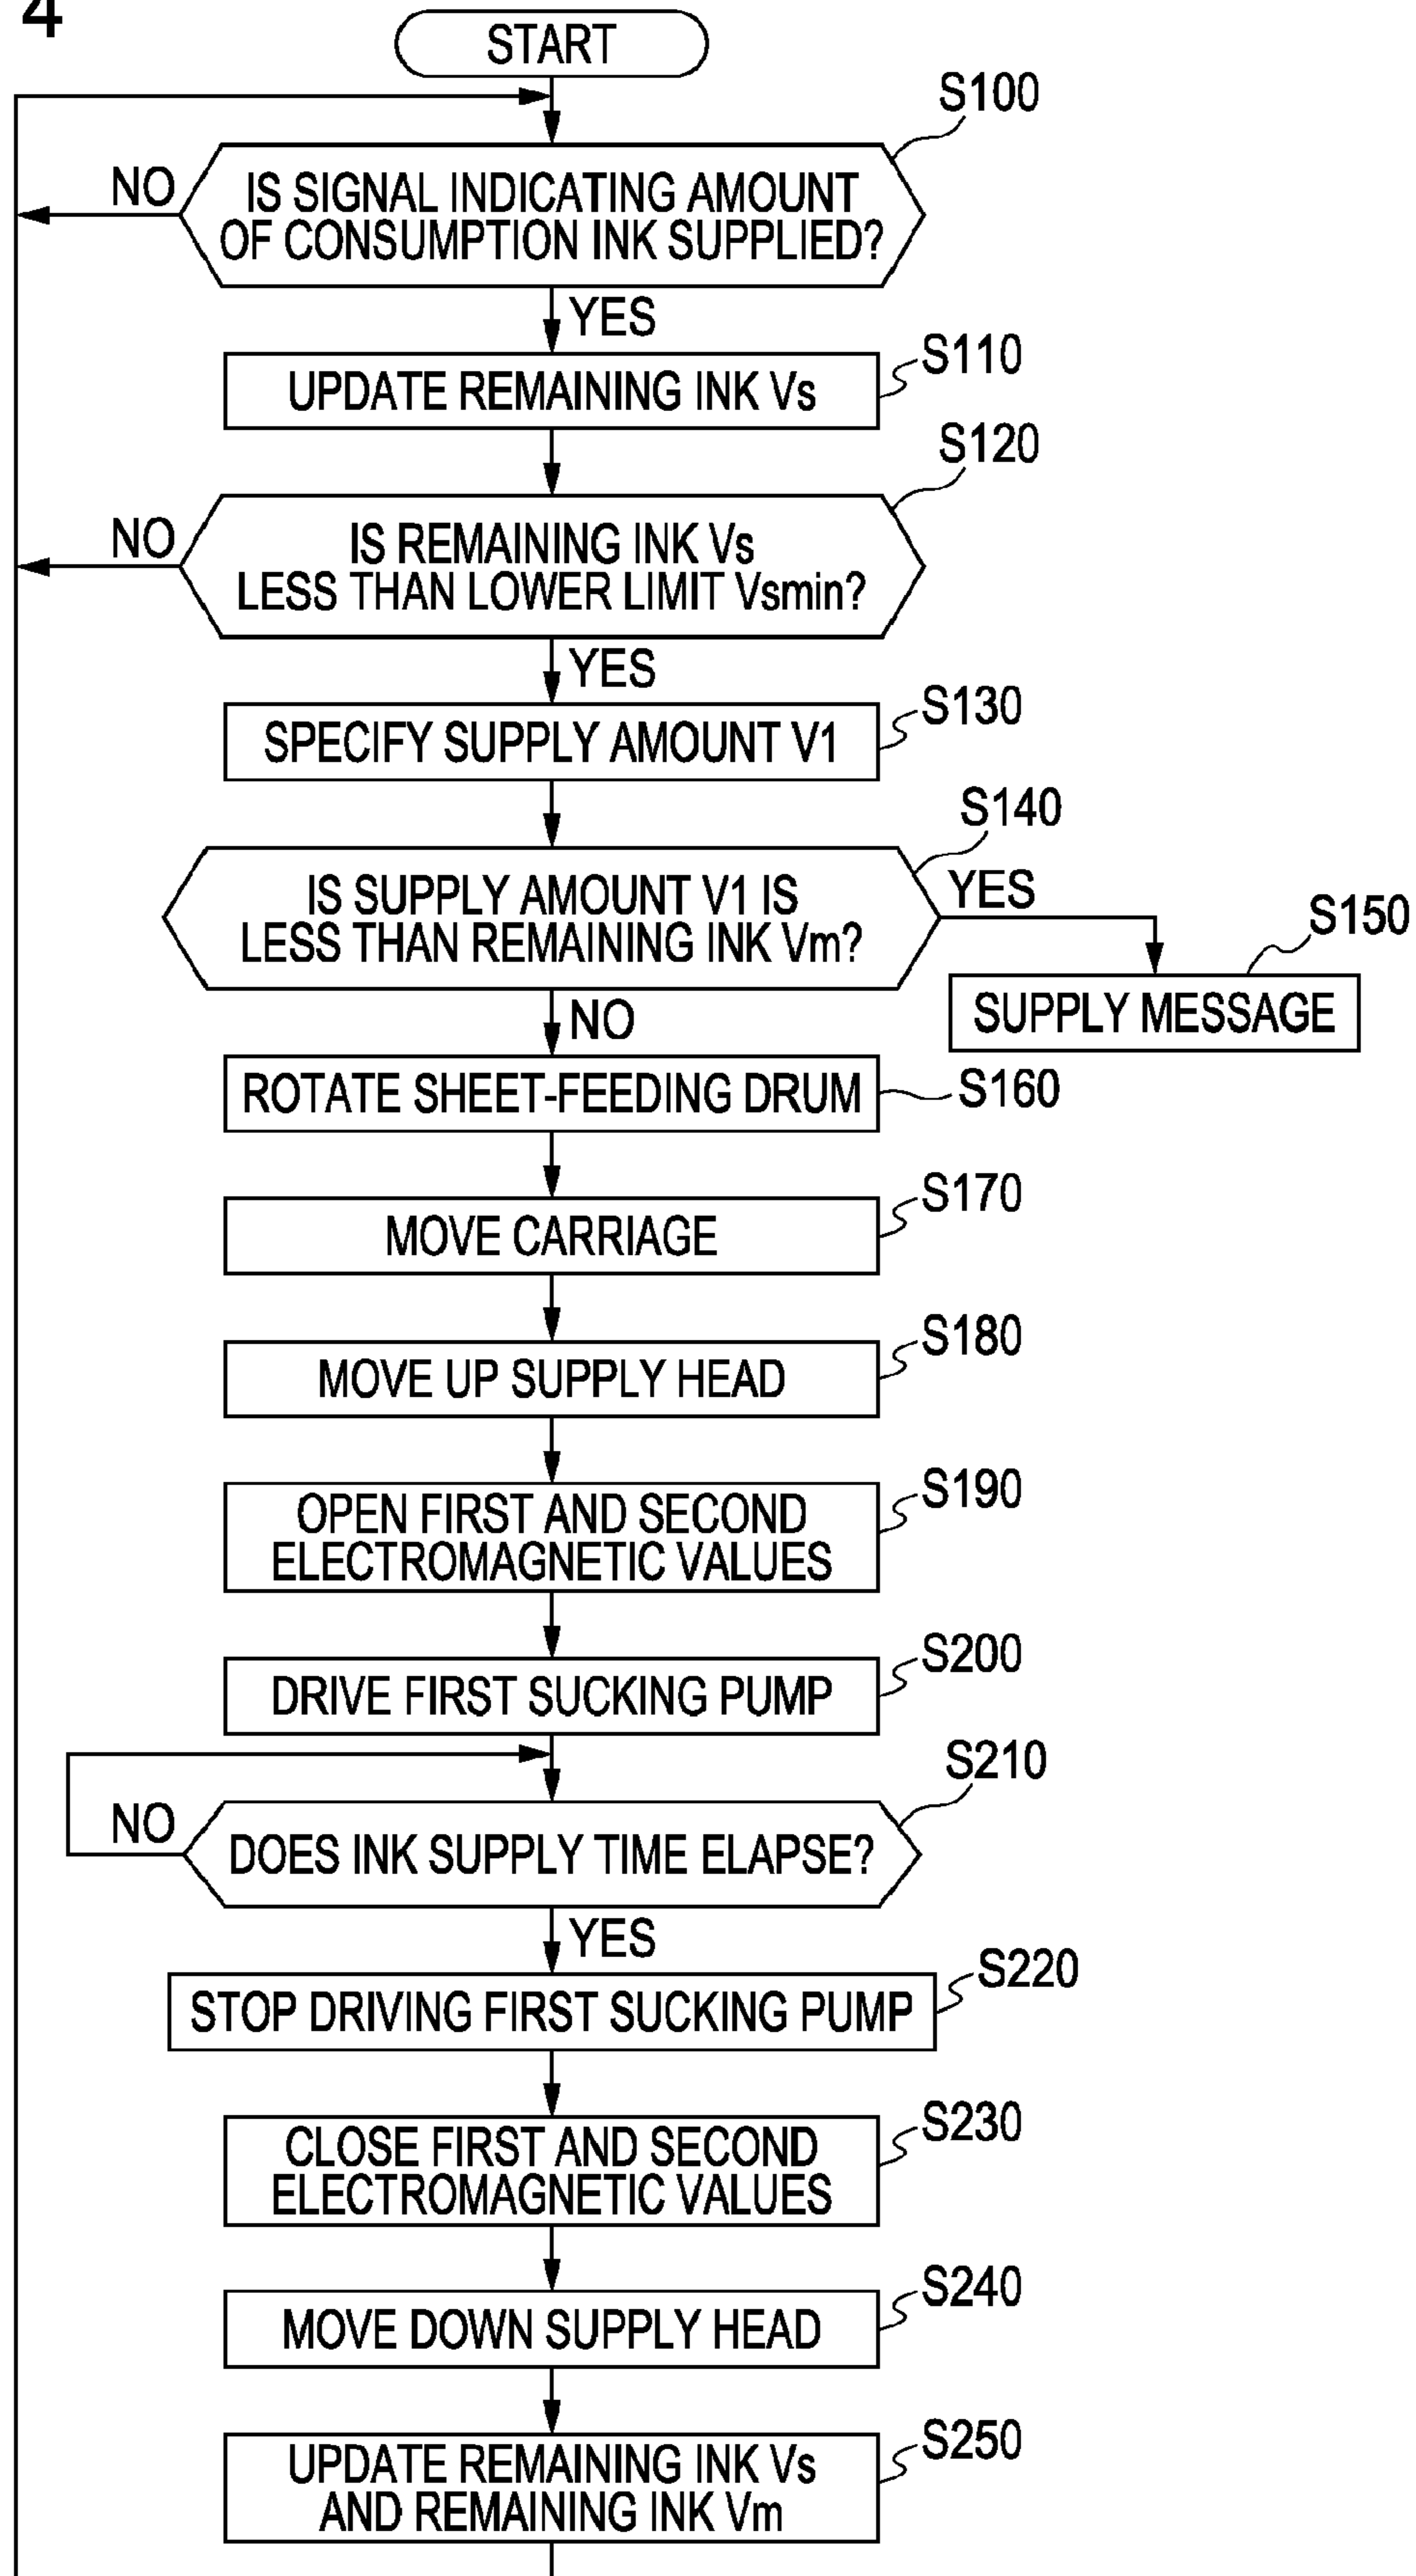 4
START
S100
NO
IS SIGNAL INDICATING AMOUNT
OF CONSUMPTION INK SUPPLIED?
YES
S110
UPDATE REMAINING INK Vs
S120
NO
IS REMAINING INK Vs
LESS THAN LOWER LIMIT Vsmin?
YES
S130
SPECIFY SUPPLY AMOUNT V1
S140
IS SUPPLY AMOUNT V1 IS
LESS THAN REMAINING INK Vm?
YES
S150
SUPPLY MESSAGE
NO
ROTATE SHEET-FEEDING DRUM
S160
S170
MOVE CARRIAGE
S180
MOVE UP SUPPLY HEAD
S190
OPEN FIRST AND SECOND
ELECTROMAGNETIC VALUES
S200
DRIVE FIRST SUCKING PUMP
S210
NO
DOES INK SUPPLY TIME ELAPSE?
YES
S220
STOP DRIVING FIRST SUCKING PUMP
S230
CLOSE FIRST AND SECOND
ELECTROMAGNETIC VALUES
S240
MOVE DOWN SUPPLY HEAD
S250
UPDATE REMAINING INK Vs
AND REMAINING INK Vm